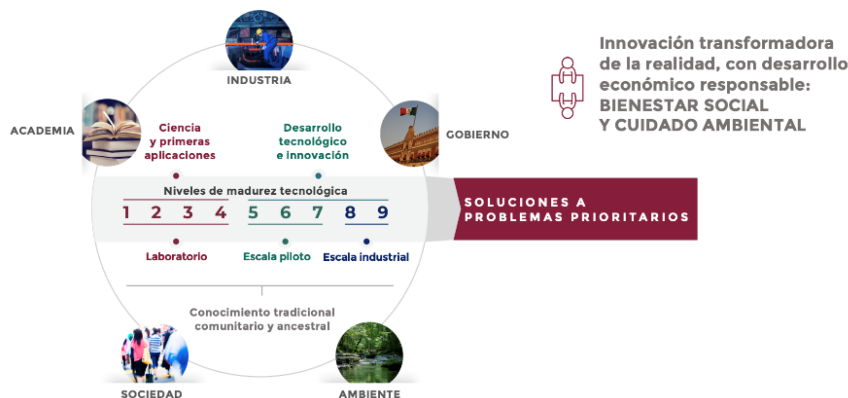 INDUSTRIA
ACADEMIA
GOBIERNO
Ciencia
y primeras
aplicaciones
Desarrollo
tecnológico
e innovación
Niveles de madurez tecnológica
1 2 3 4 5 6 7 8 9
Laboratorio
Escala piloto
Escala industrial
Conocimiento tradicional
comunitario y ancestral
SOCIEDAD
AMBIENTE
Innovación transformadora
de la realidad, con desarrollo
económico responsable:
BIENESTAR SOCIAL
Y CUIDADO AMBIENTAL
SOLUCIONES A
PROBLEMAS PRIORITARIOS